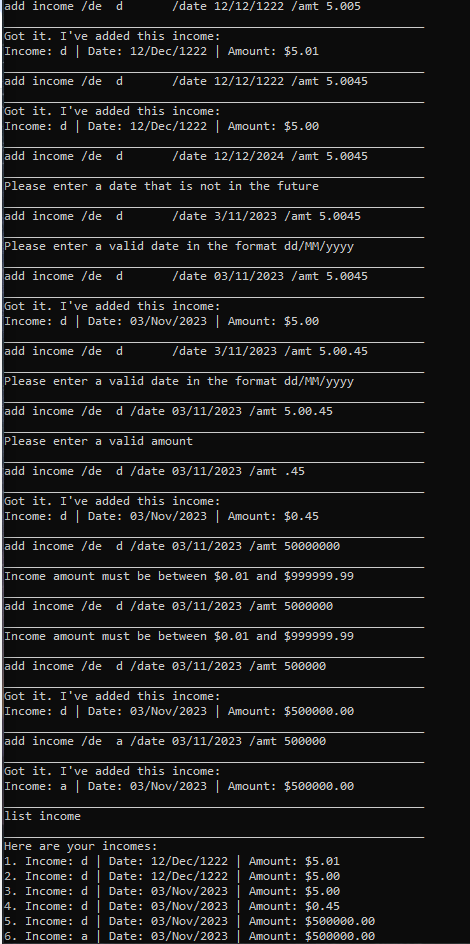 add income /de  d       /date 12/12/1222 /amt 5.005
Got it. I've added this income:
Income: d | Date: 12/Dec/1222 | Amount: $5.01
add income /de  d       /date 12/12/1222 /amt 5.0045
Got it. I've added this income:
Income: d | Date: 12/Dec/1222 | Amount: $5.00
add income /de  d       /date 12/12/2024 /amt 5.0045
Please enter a date that is not in the future
add income /de  d       /date 3/11/2023 /amt 5.0045
Please enter a valid date in the format dd/MM/yyyy
add income /de  d       /date 03/11/2023 /amt 5.0045
Got it. I've added this income:
Income: d | Date: 03/Nov/2023 | Amount: $5.00
add income /de  d       /date 3/11/2023 /amt 5.00.45
Please enter a valid date in the format dd/MM/yyyy
add income /de  d /date 03/11/2023 /amt 5.00.45
Please enter a valid amount
add income /de  d /date 03/11/2023 /amt .45
Got it. I've added this income:
Income: d | Date: 03/Nov/2023 | Amount: $0.45
add income /de  d /date 03/11/2023 /amt 50000000
Income amount must be between $0.01 and $999999.99
add income /de  d /date 03/11/2023 /amt 5000000
Income amount must be between $0.01 and $999999.99
add income /de  d /date 03/11/2023 /amt 500000
Got it. I've added this income:
Income: d | Date: 03/Nov/2023 | Amount: $500000.00
add income /de  a /date 03/11/2023 /amt 500000
Got it. I've added this income:
Income: a | Date: 03/Nov/2023 | Amount: $500000.00
list income
Here are your incomes:
1. Income: d | Date: 12/Dec/1222 | Amount: $5.01
2. Income: d | Date: 12/Dec/1222 | Amount: $5.00
3. Income: d | Date: 03/Nov/2023 | Amount: $5.00
4. Income: d | Date: 03/Nov/2023 | Amount: $0.45
5. Income: d | Date: 03/Nov/2023 | Amount: $500000.00
6. Income: a | Date: 03/Nov/2023 | Amount: $500000.00